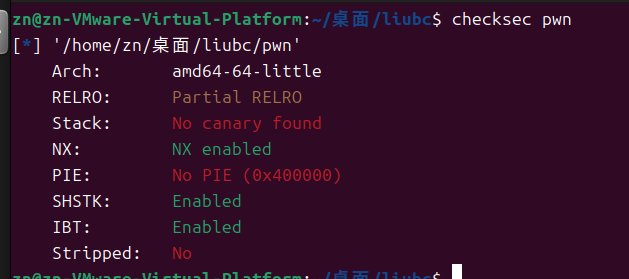 zn@zn-VMware-Virtual-Platform:~/桌面/liubc$ checksec pwn
[*] '/home/zn/桌面/liubc/pwn'
Arch: amd64-64-little
RELRO: Partial RELRO
Stack: No canary found
NX: NX enabled
PIE: No PIE (0x400000)
SHSTK: Enabled
IBT: Enabled
Stripped: No
zn@zn-VMware-Virtual-Platform:~/桌面/liubc$